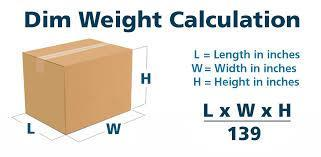 Dim Weight Calculation
L = Length in inches
W = Width in inches
H = Height in inches
H
L
W
L x W x H
139